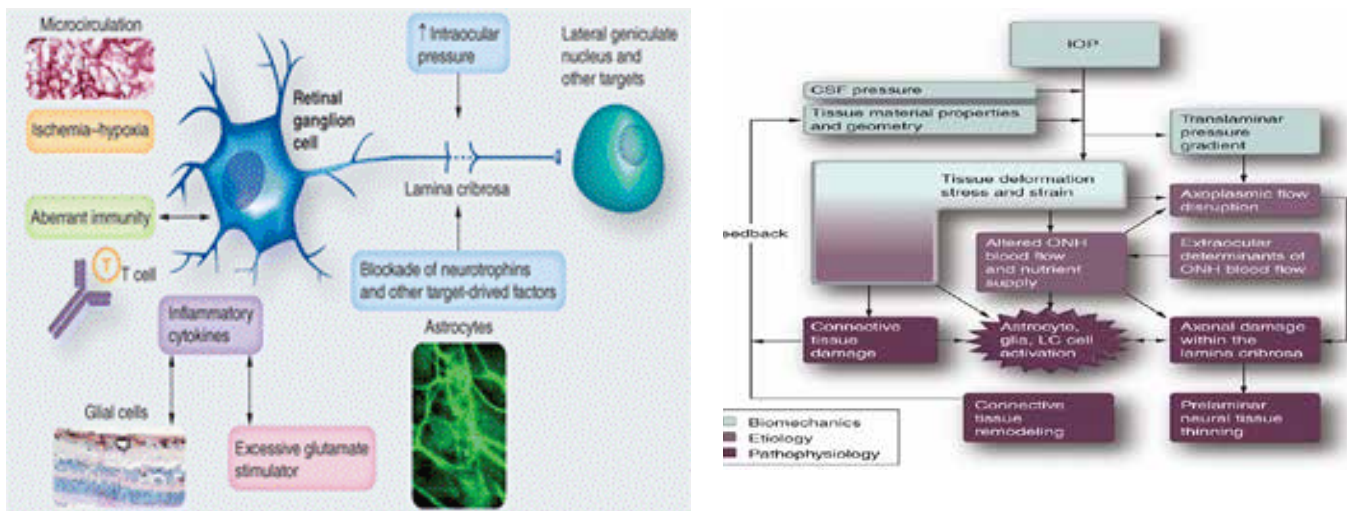 Microcirculation
Ischemia–hypoxia
Aberrant immunity
T
T cell
Inflammatory
cytokines
Glial cells
Excessive glutamate
stimulator
Retinal
ganglion
cell
↑ Intraocular
pressure
Lamina cribrosa
Blockade of neurotrophins
and other target-drived factors
Astrocytes
Lateral geniculate
nucleus and
other targets
IOP
CSF pressure
Tissue material properties
and geometry
Translaminar
pressure
gradient
Tissue deformation
stress and strain
Axoplasmic flow
disruption
eedback
Altered ONH
blood flow
and nutrient
supply
Extraocular
determinants of
ONH blood flow
Connective
tissue
damage
Astrocyte,
glia, LC cell
activation
Axonal damage
within the
lamina cribrosa
Connective
tissue
remodeling
Prelaminar
neural tissue
thinning
Biomechanics
Etiology
Pathophysiology